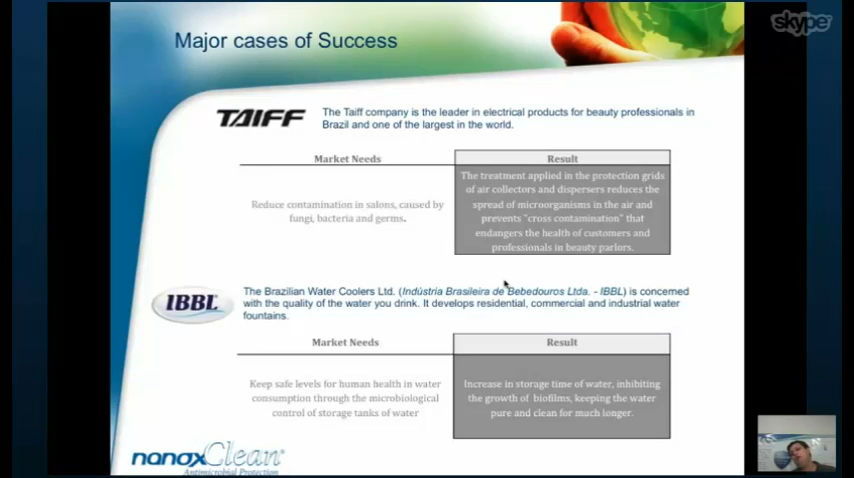 skype
Major cases of Success
TAIFF
The Taiff company is the leader in electrical products for beauty professionals in
Brazil and one of the largest in the world.
Market Needs
Result
Reduce contamination in salons, caused by
fungi, bacteria and germs.
The treatment applied in the protection grids
of air collectors and dispersers reduces the
spread of microorganisms in the air and
prevents "cross contamination" that
endangers the health of customers and
professionals in beauty parlors.
IBBL
The Brazilian Water Coolers Ltd. (Indústria Brasileira de Bebedouros Ltda. - IBBL) is concerned
with the quality of the water you drink. It develops residential, commercial and industrial water
fountains.
Market Needs
Result
Keep safe levels for human health in water
consumption through the microbiological
control of storage tanks of water
Increase in storage time of water, inhibiting
the growth of biofilms, keeping the water
pure and clean for much longer.
nanoxClean
Antimicrobial Protection